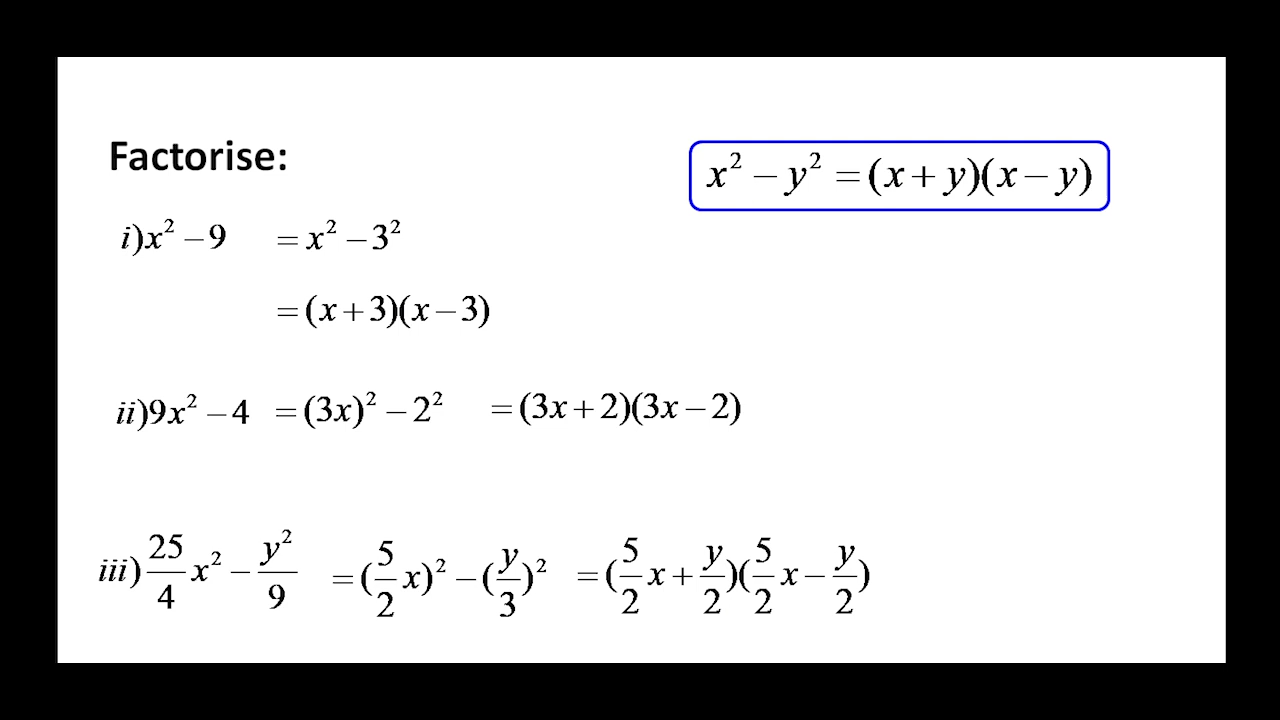 Factorise:
x² − y² = (x + y)(x − y)
i)x² − 9 = x² − 3²
= (x + 3)(x − 3)
ii)9x² − 4 = (3x)² − 2² = (3x + 2)(3x − 2)
iii) 25/4 x² − y²/9 = (5/2 x)² − (y/3)² = (5/2 x + y/2)(5/2 x − y/2)